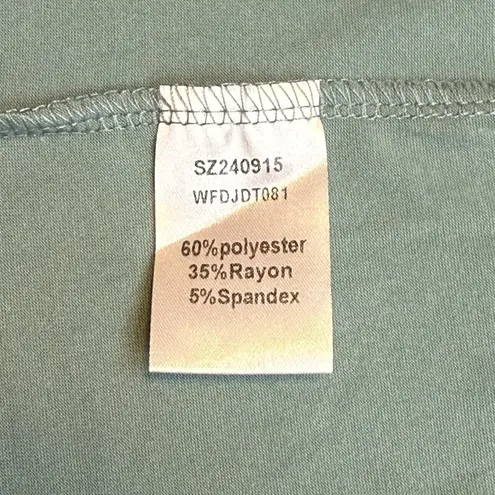 SZ240915
WFDJDT081
60%polyester
35%Rayon
5%Spandex